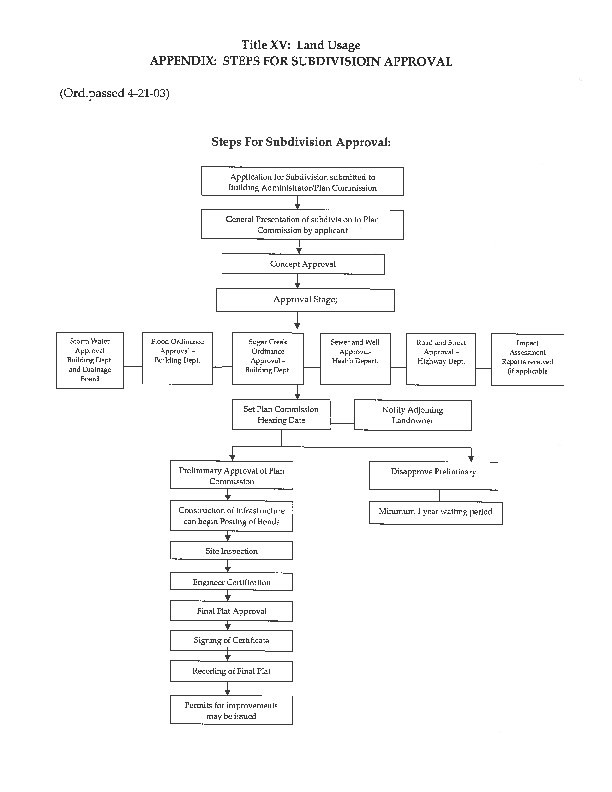 Title XV: Land Usage
APPENDIX: STEPS FOR SUBDIVISIOIN APPROVAL
(Ord.passed 4-21-03)
Steps For Subdivision Approval:
Application for Subdivision submitted to
Building Administrator/Plan Commission
General Presentation of subdivision to Plan
Commission by applicant
Concept Approval
Approval Stage;
Storm Water
Approval
Building Dept
and Drainage
Board
Flood Ordinance
Approval –
Building Dept.
Sugar Creek
Ordinance
Approval –
Building Dept
Sewer and Well
Approval–
Health Depart.
Road and Street
Approval –
Highway Dept.
Impact
Assessment
Reports received
(if applicable
Set Plan Commission
Hearing Date
Notify Adjoining
Landowner
Preliminary Approval of Plan
Commission
Disapprove Preliminary
Construction of Infrastructure
can begin Posting of Bonds
Minimum 1 year waiting period
Site Inspection
Engineer Certification
Final Plat Approval
Signing of Certificate
Recording of Final Plat
Permits for improvements
may be issued